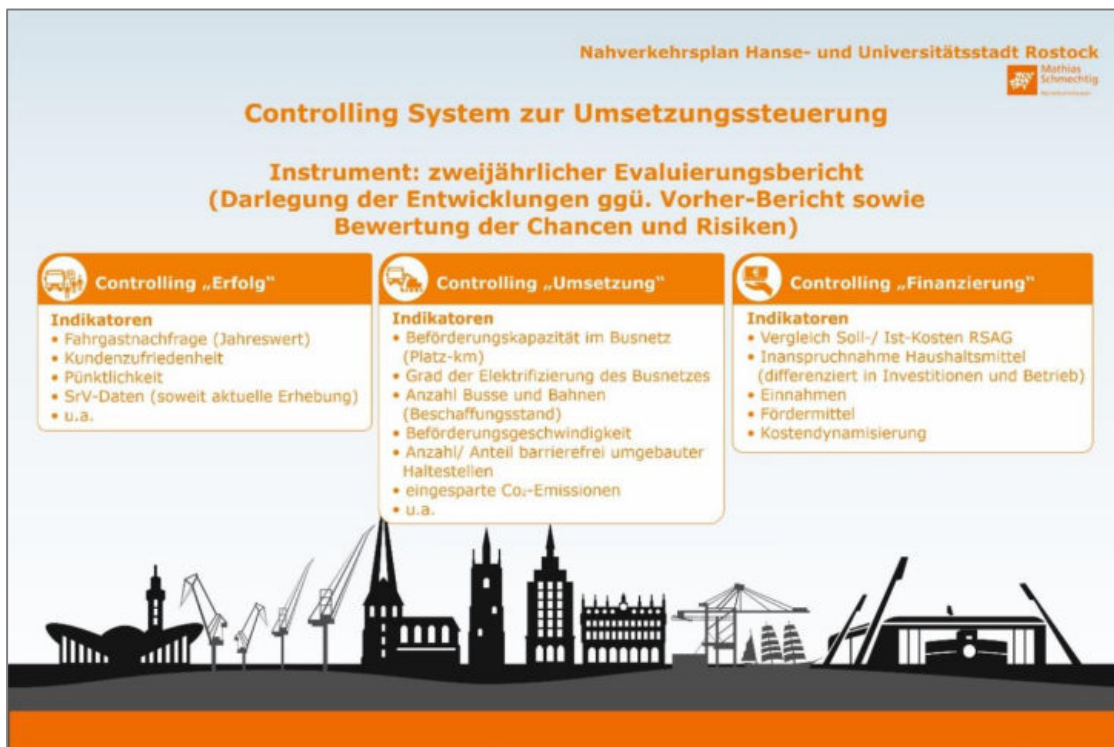 Nahverkehrsplan Hanse- und Universitätsstadt Rostock
Mathias
Schmechtig
Controlling System zur Umsetzungssteuerung
Instrument: zweijährlicher Evaluierungsbericht
(Darlegung der Entwicklungen ggü. Vorher-Bericht sowie
Bewertung der Chancen und Risiken)
Controlling „Erfolg“
Indikatoren
• Fahrgastnachfrage (Jahreswert)
• Kundenzufriedenheit
• Pünktlichkeit
• SrV-Daten (soweit aktuelle Erhebung)
• u.a.
Controlling „Umsetzung“
Indikatoren
• Beförderungskapazität im Busnetz
(Platz-km)
• Grad der Elektrifizierung des Busnetzes
• Anzahl Busse und Bahnen
(Beschaffungsstand)
• Beförderungsgeschwindigkeit
• Anzahl/ Anteil barrierefrei umgebauter
Haltestellen
• eingesparte Co₂-Emissionen
• u.a.
Controlling „Finanzierung“
Indikatoren
• Vergleich Soll-/ Ist-Kosten RSAG
• Inanspruchnahme Haushaltsmittel
(differenziert in Investitionen und Betrieb)
• Einnahmen
• Fördermittel
• Kostendynamisierung